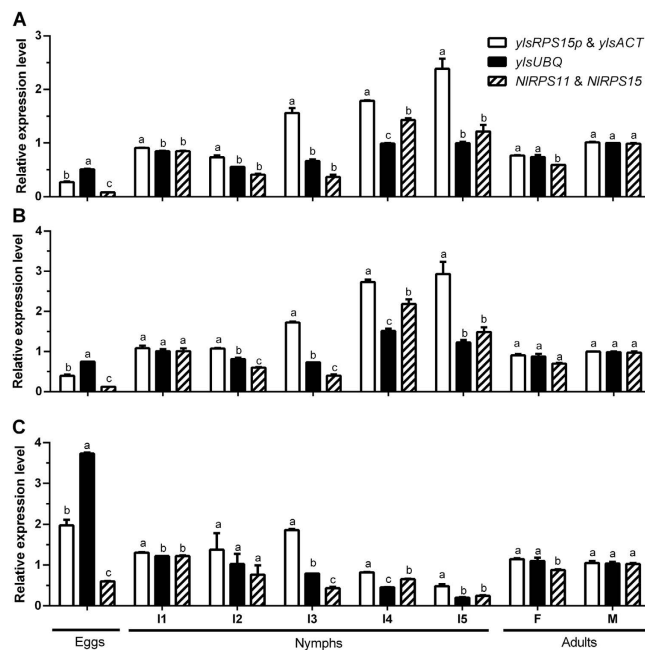 A
Relative expression level
3
2
1
0
ylsRPS15p & ylsACT
ylsUBQ
NlRPS11 & NlRPS15
b a c a b b a b b a b b a c b a b b a a b a a a
B
Relative expression level
4
3
2
1
0
b a c a a a a b c a b c a c b a b b a a a a a a
C
Relative expression level
4
3
2
1
0
b a c a b b a a a a b c a c b a b b a a b a a a
I1 I2 I3 I4 I5 F M
Eggs Nymphs Adults